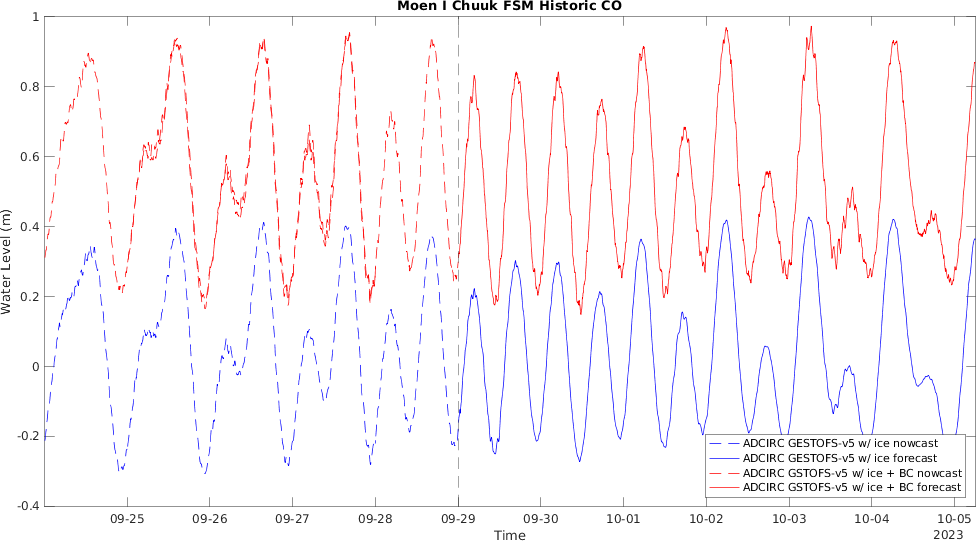 Moen I Chuuk FSM Historic CO
1
0.8
0.6
0.4
0.2
0
-0.2
-0.4
Water Level (m)
ADCIRC GESTOFS-v5 w/ ice nowcast
ADCIRC GESTOFS-v5 w/ ice forecast
ADCIRC GSTOFS-v5 w/ ice + BC nowcast
ADCIRC GSTOFS-v5 w/ ice + BC forecast
09-25 09-26 09-27 09-28 09-29 09-30 10-01 10-02 10-03 10-04 10-05
2023
Time